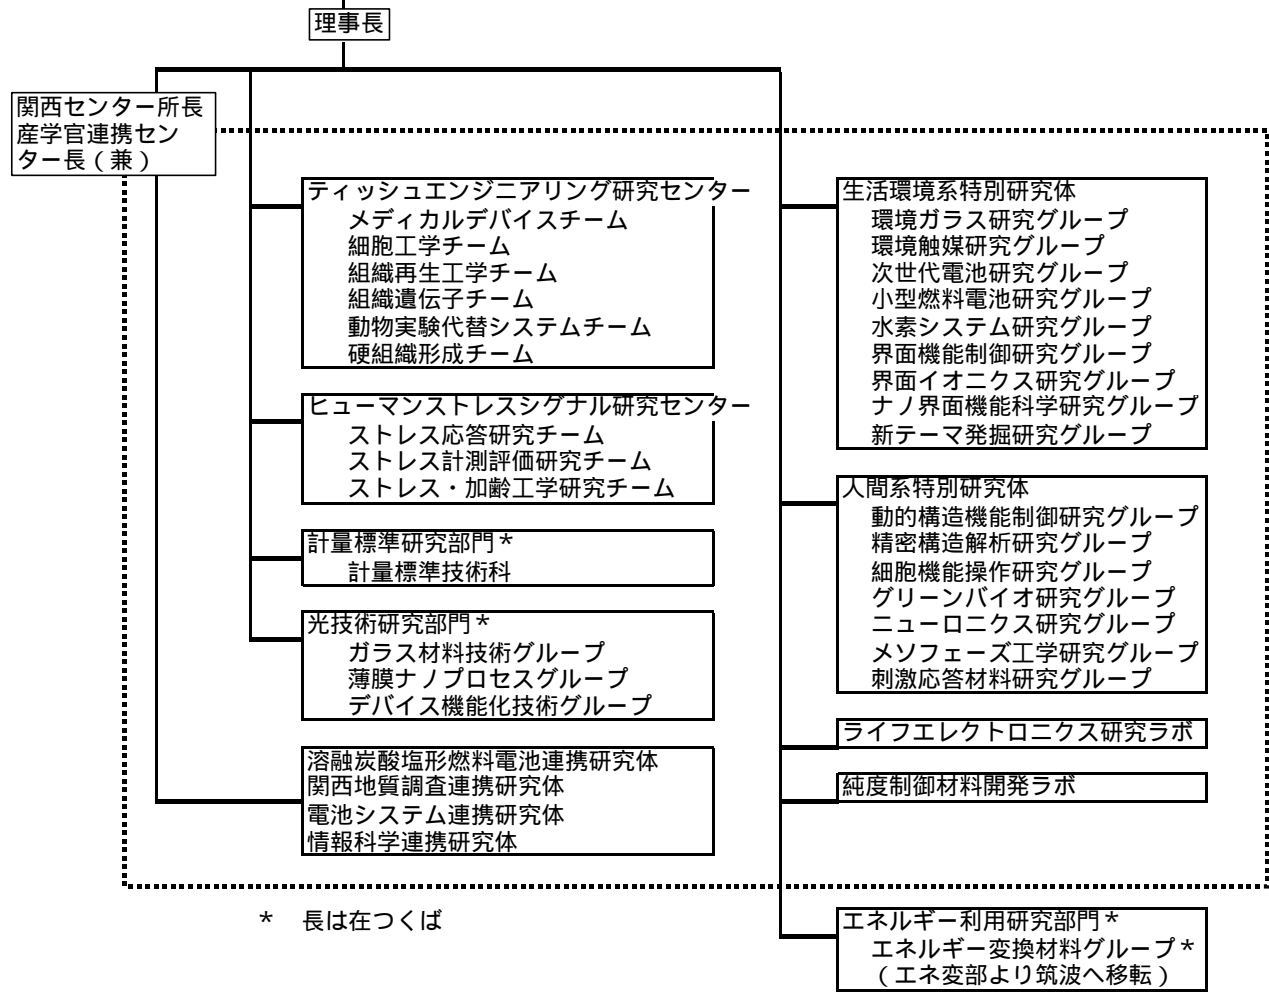 理事長
関西センター所長
産学官連携セン
ター長（兼）
ティッシュエンジニアリング研究センター
メディカルデバイスチーム
細胞工学チーム
組織再生工学チーム
組織遺伝子チーム
動物実験代替システムチーム
硬組織形成チーム
ヒューマンストレスシグナル研究センター
ストレス応答研究チーム
ストレス計測評価研究チーム
ストレス・加齢工学研究チーム
計量標準研究部門*
計量標準技術科
光技術研究部門*
ガラス材料技術グループ
薄膜ナノプロセスグループ
デバイス機能化技術グループ
溶融炭酸塩形燃料電池連携研究体
関西地質調査連携研究体
電池システム連携研究体
情報科学連携研究体
生活環境系特別研究体
環境ガラス研究グループ
環境触媒研究グループ
次世代電池研究グループ
小型燃料電池研究グループ
水素システム研究グループ
界面機能制御研究グループ
界面イオニクス研究グループ
ナノ界面機能科学研究グループ
新テーマ発掘研究グループ
人間系特別研究体
動的構造機能制御研究グループ
精密構造解析研究グループ
細胞機能操作研究グループ
グリーンバイオ研究グループ
ニューロニクス研究グループ
メソフェーズ工学研究グループ
刺激応答材料研究グループ
ライフエレクトロニクス研究ラボ
純度制御材料開発ラボ
エネルギー利用研究部門*
エネルギー変換材料グループ*
（エネ変部より筑波へ移転）
* 長は在つくば